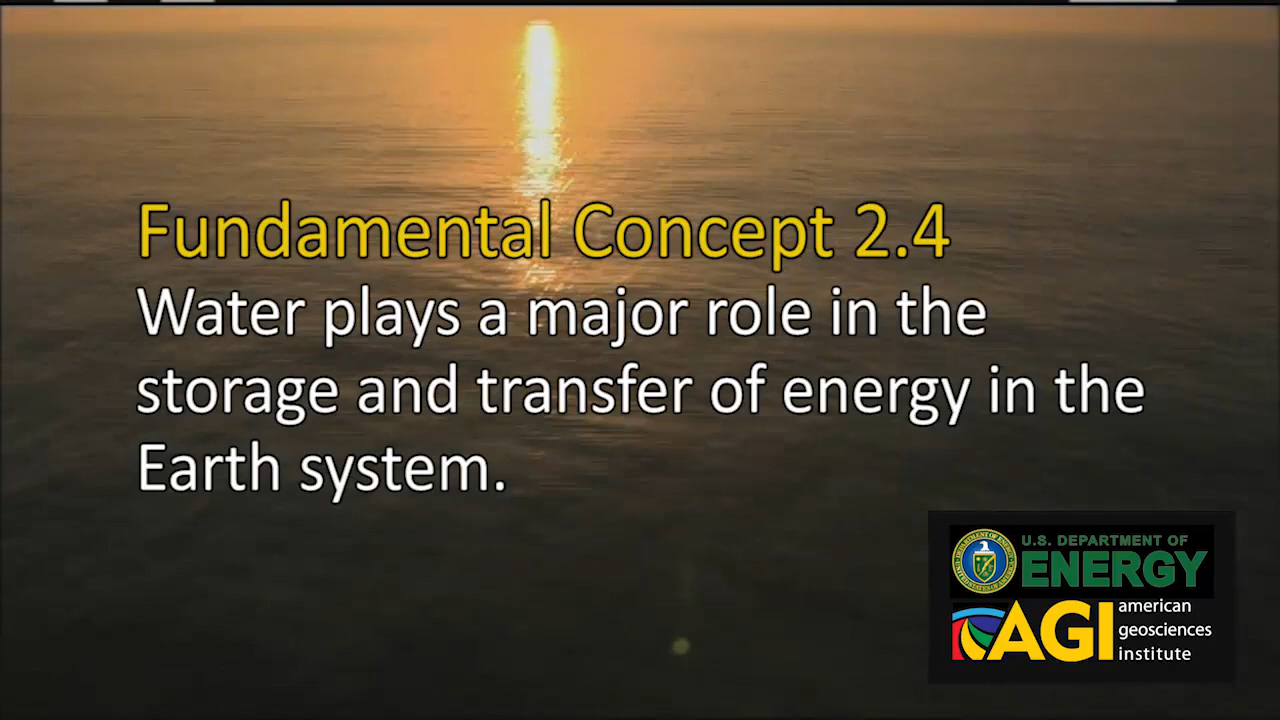 Fundamental Concept 2.4
Water plays a major role in the
storage and transfer of energy in the
Earth system.
U.S. DEPARTMENT OF
ENERGY
AGI
american
geosciences
institute